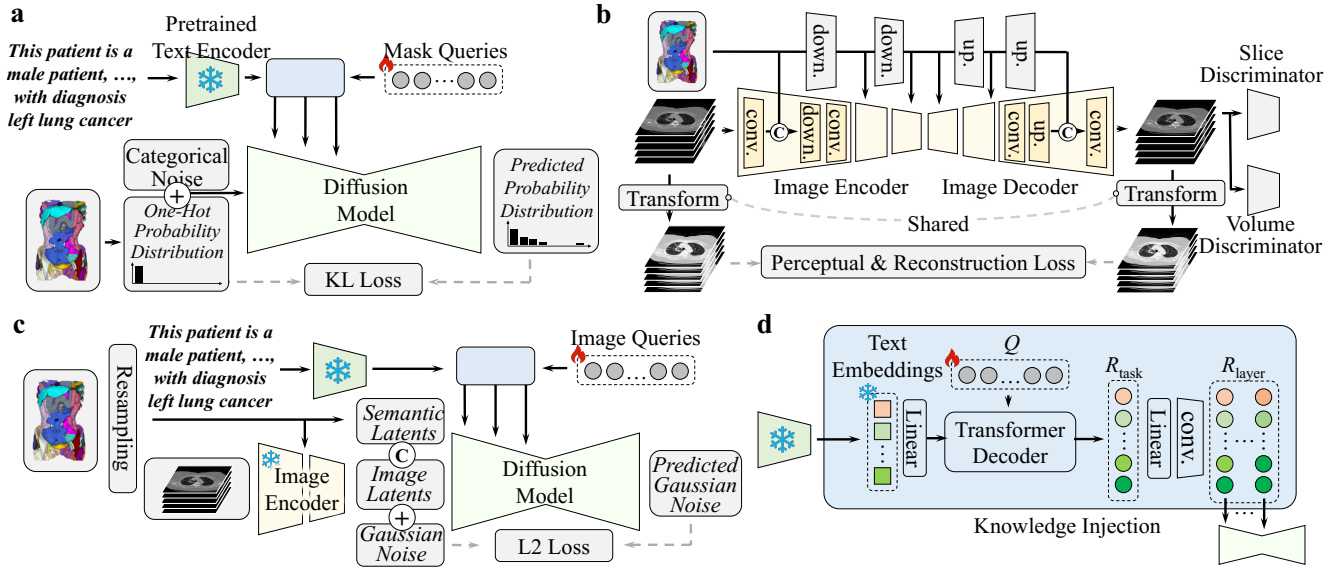 a
Pretrained
Text Encoder
This patient is a
male patient, …,
with diagnosis
left lung cancer
Mask Queries
Categorical
Noise
+
One-Hot
Probability
Distribution
Diffusion
Model
Predicted
Probability
Distribution
KL Loss
b
down.
down.
up.
up.
conv.
C
down.
conv.
conv.
up.
C
conv.
Image Encoder
Image Decoder
Slice
Discriminator
Transform
Transform
Shared
Volume
Discriminator
Perceptual & Reconstruction Loss
c
Resampling
This patient is a
male patient, …,
with diagnosis
left lung cancer
Image Queries
Semantic
Latents
C
Image
Latents
+
Gaussian
Noise
Image
Encoder
Diffusion
Model
Predicted
Gaussian
Noise
L2 Loss
d
Text
Embeddings
Q
Linear
Transformer
Decoder
Rtask
Linear
conv.
Rlayer
Knowledge Injection